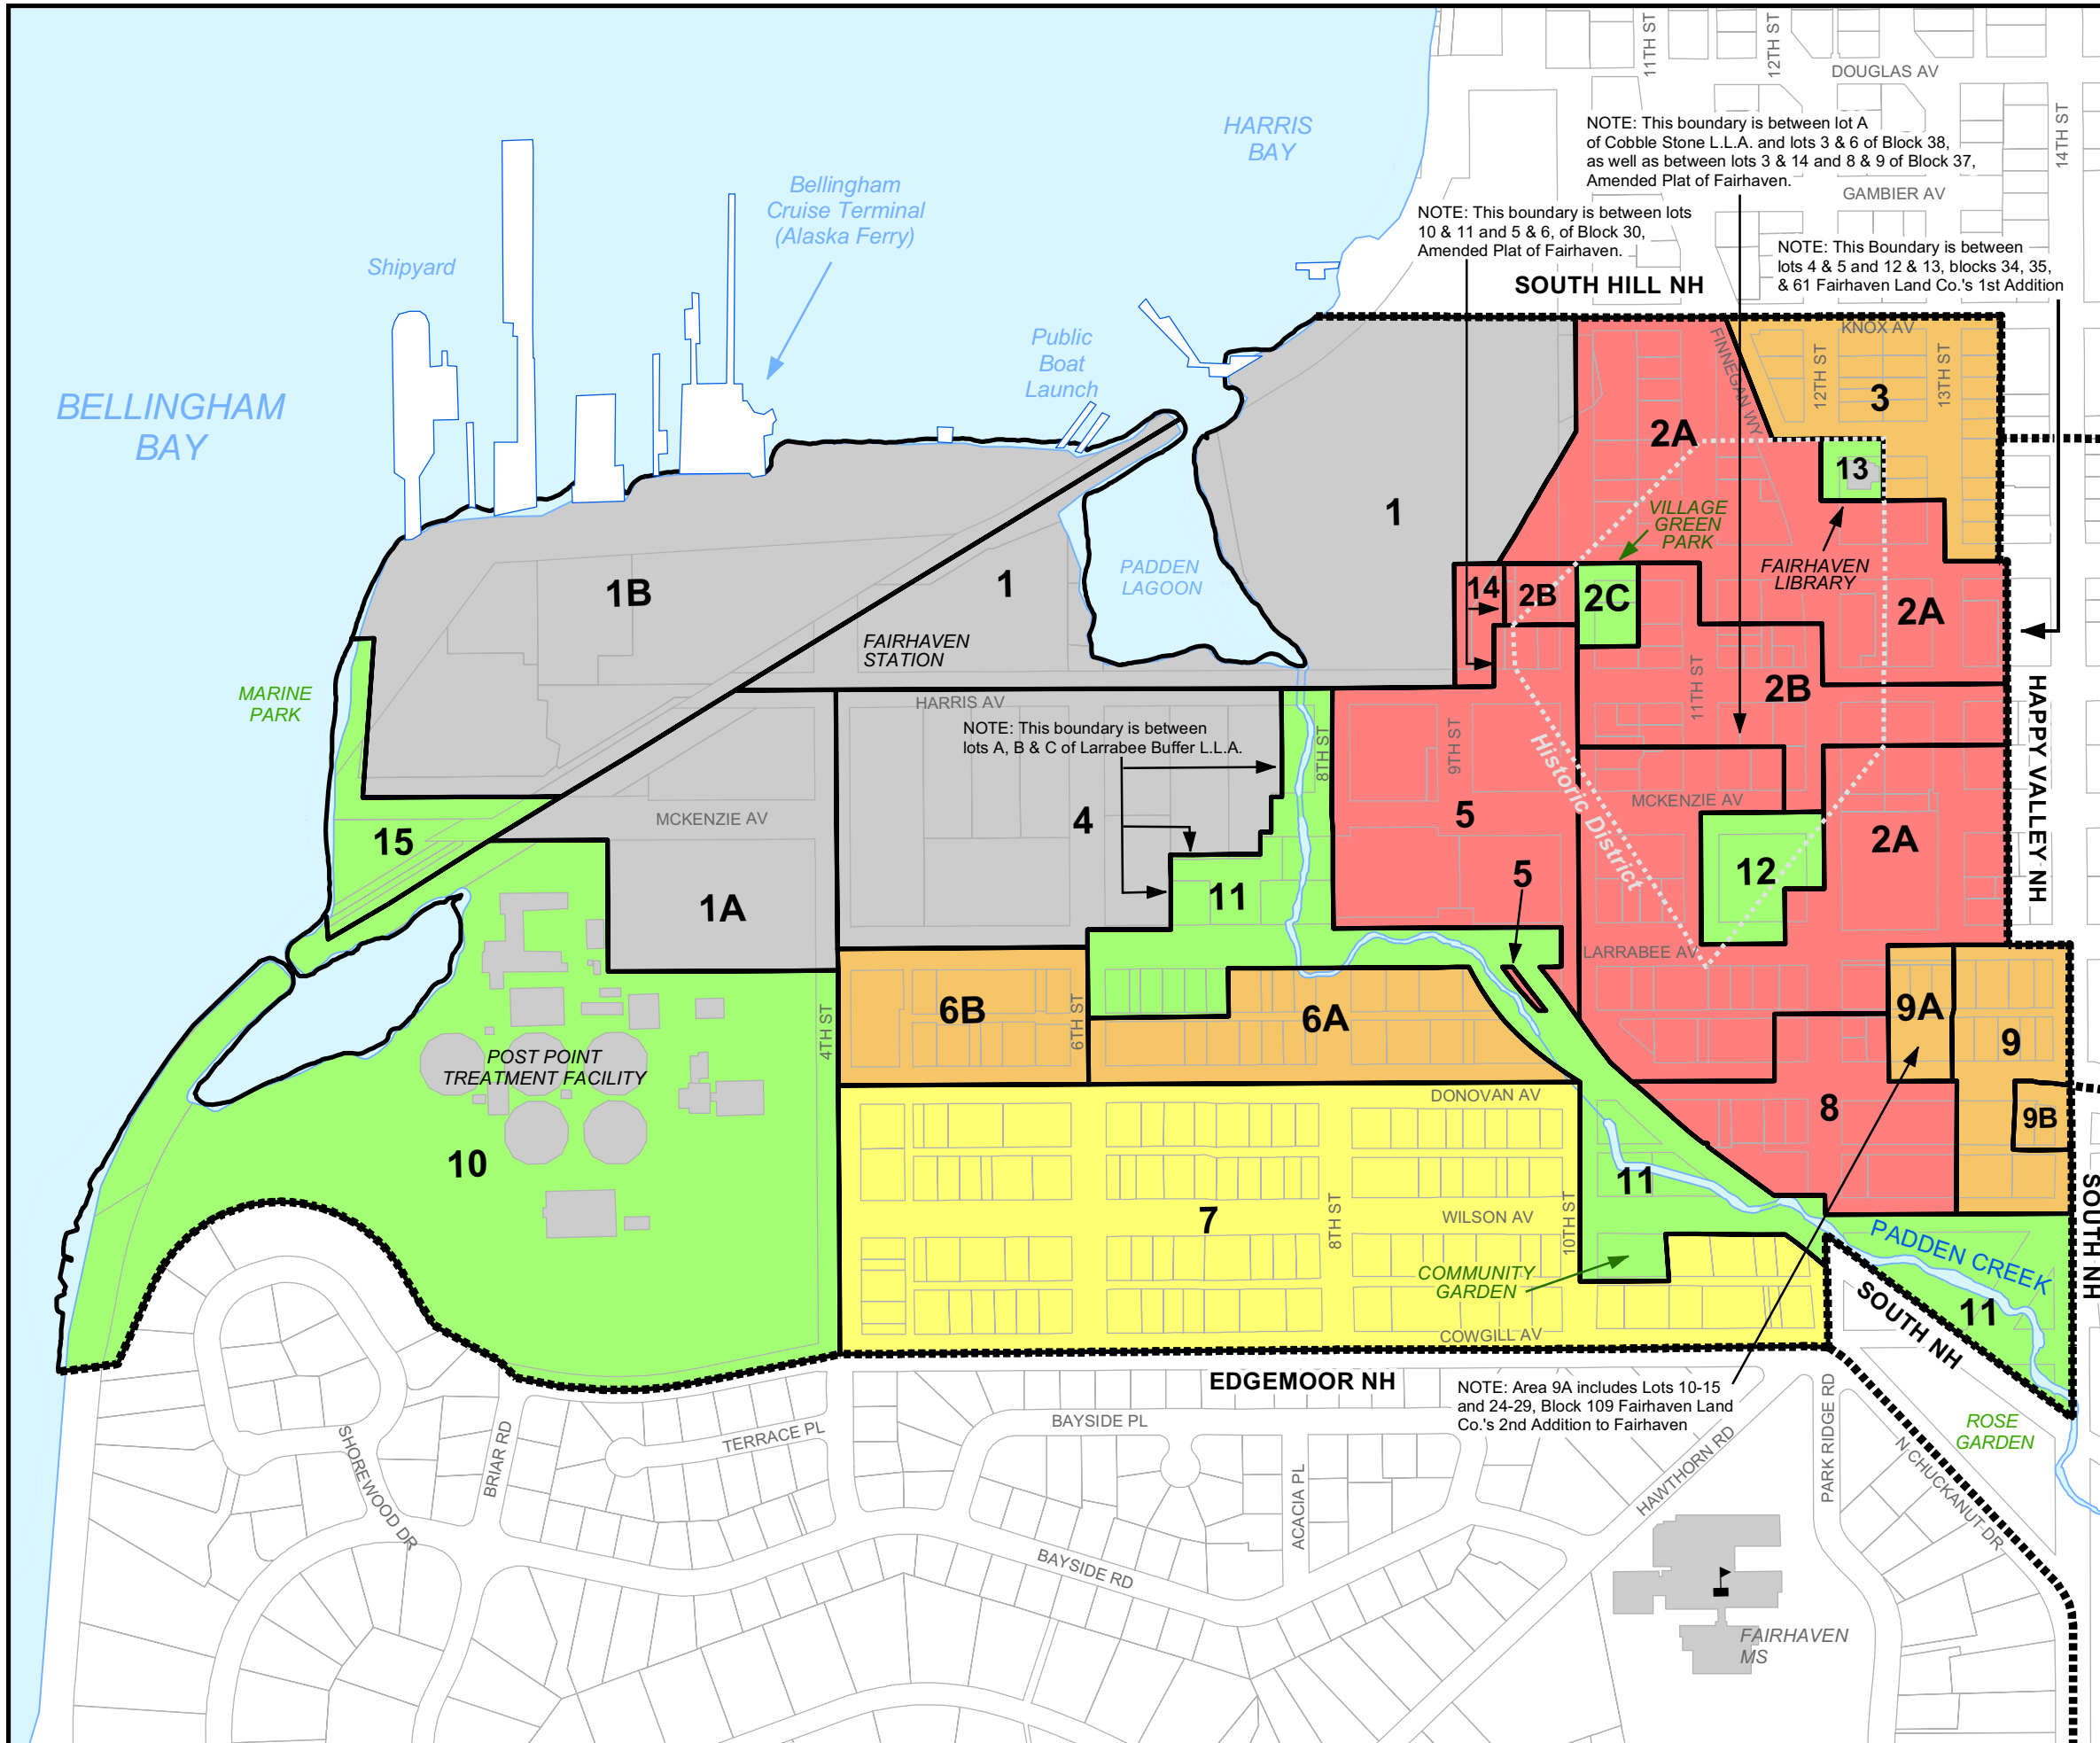 11TH ST
12TH ST
DOUGLAS AV
14TH ST
HARRIS
BAY
NOTE: This boundary is between lot A
of Cobble Stone L.L.A. and lots 3 & 6 of Block 38,
as well as between lots 3 & 14 and 8 & 9 of Block 37,
Amended Plat of Fairhaven.
GAMBIER AV
Bellingham
Cruise Terminal
(Alaska Ferry)
NOTE: This boundary is between lots
10 & 11 and 5 & 6, of Block 30,
Amended Plat of Fairhaven.
NOTE: This Boundary is between
lots 4 & 5 and 12 & 13, blocks 34, 35,
& 61 Fairhaven Land Co.'s 1st Addition
Shipyard
SOUTH HILL NH
KNOX AV
Public
Boat
Launch
FINNEGAN WY
12TH ST
13TH ST
3
BELLINGHAM
BAY
2A
13
1
VILLAGE
GREEN
PARK
FAIRHAVEN
LIBRARY
PADDEN
LAGOON
1B
1
14
2B
2C
2A
FAIRHAVEN
STATION
MARINE
PARK
11TH ST
2B
HARRIS AV
NOTE: This boundary is between
lots A, B & C of Larrabee Buffer L.L.A.
8TH ST
9TH ST
Historic District
HAPPY VALLEY NH
MCKENZIE AV
MCKENZIE AV
4
5
15
2A
5
12
1A
11
LARRABEE AV
6B
6TH ST
6A
9A
9
4TH ST
POST POINT
TREATMENT FACILITY
DONOVAN AV
8
9B
10
11
7
8TH ST
WILSON AV
10TH ST
SOUTH NH
PADDEN CREEK
COMMUNITY
GARDEN
SOUTH NH
11
COWGILL AV
EDGEMOOR NH
NOTE: Area 9A includes Lots 10-15
and 24-29, Block 109 Fairhaven Land
Co.'s 2nd Addition to Fairhaven
BAYSIDE PL
TERRACE PL
BRIAR RD
SHOREWOOD DR
ACACIA PL
HAWTHORN RD
PARK RIDGE RD
ROSE
GARDEN
N CHUCKANUT DR
BAYSIDE RD
FAIRHAVEN
MS